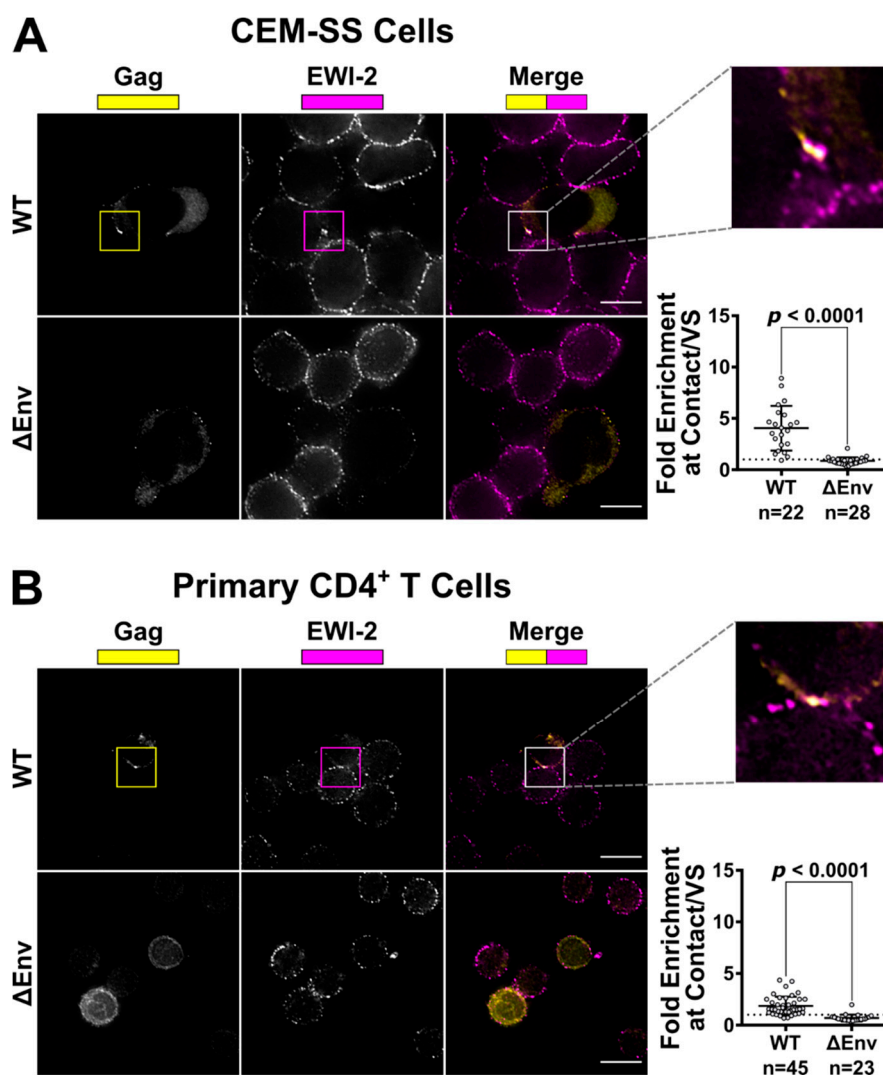 A
CEM-SS Cells
Gag
EWI-2
Merge
WT
ΔEnv
15
10
5
0
Fold Enrichment
at Contact/VS
p < 0.0001
WT
ΔEnv
n=22
n=28
B
Primary CD4⁺ T Cells
Gag
EWI-2
Merge
WT
ΔEnv
15
10
5
0
Fold Enrichment
at Contact/VS
p < 0.0001
WT
ΔEnv
n=45
n=23